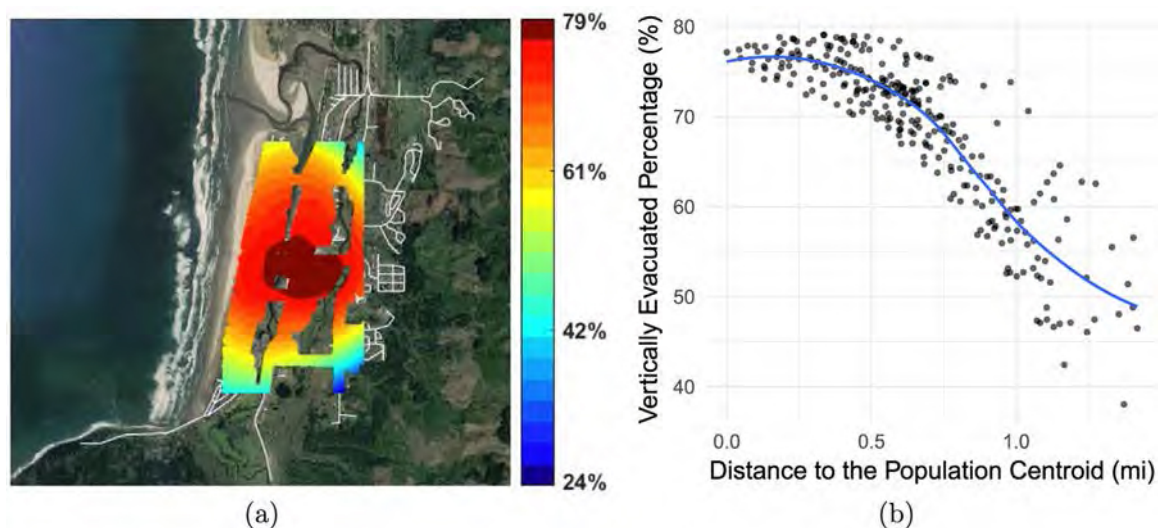 79%
61%
42%
24%
(a)
Vertically Evacuated Percentage (%)
80
70
60
50
40
0.0 0.5 1.0
Distance to the Population Centroid (mi)
(b)